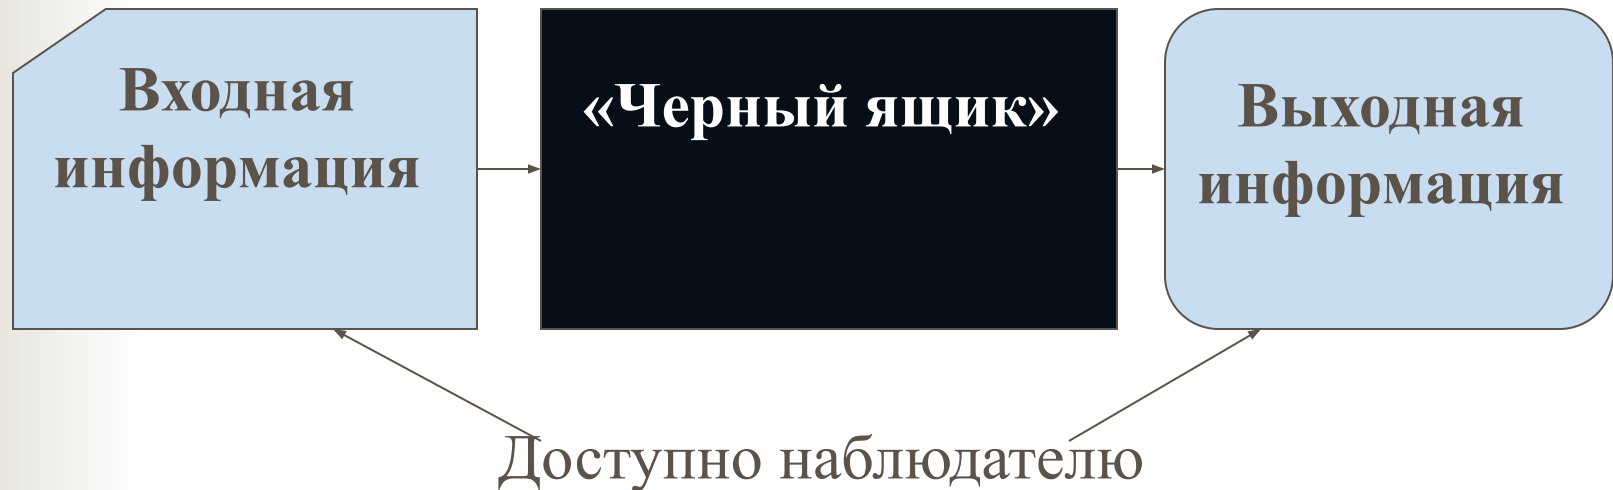 Входная
информация
«Черный ящик»
Выходная
информация
Доступно наблюдателю